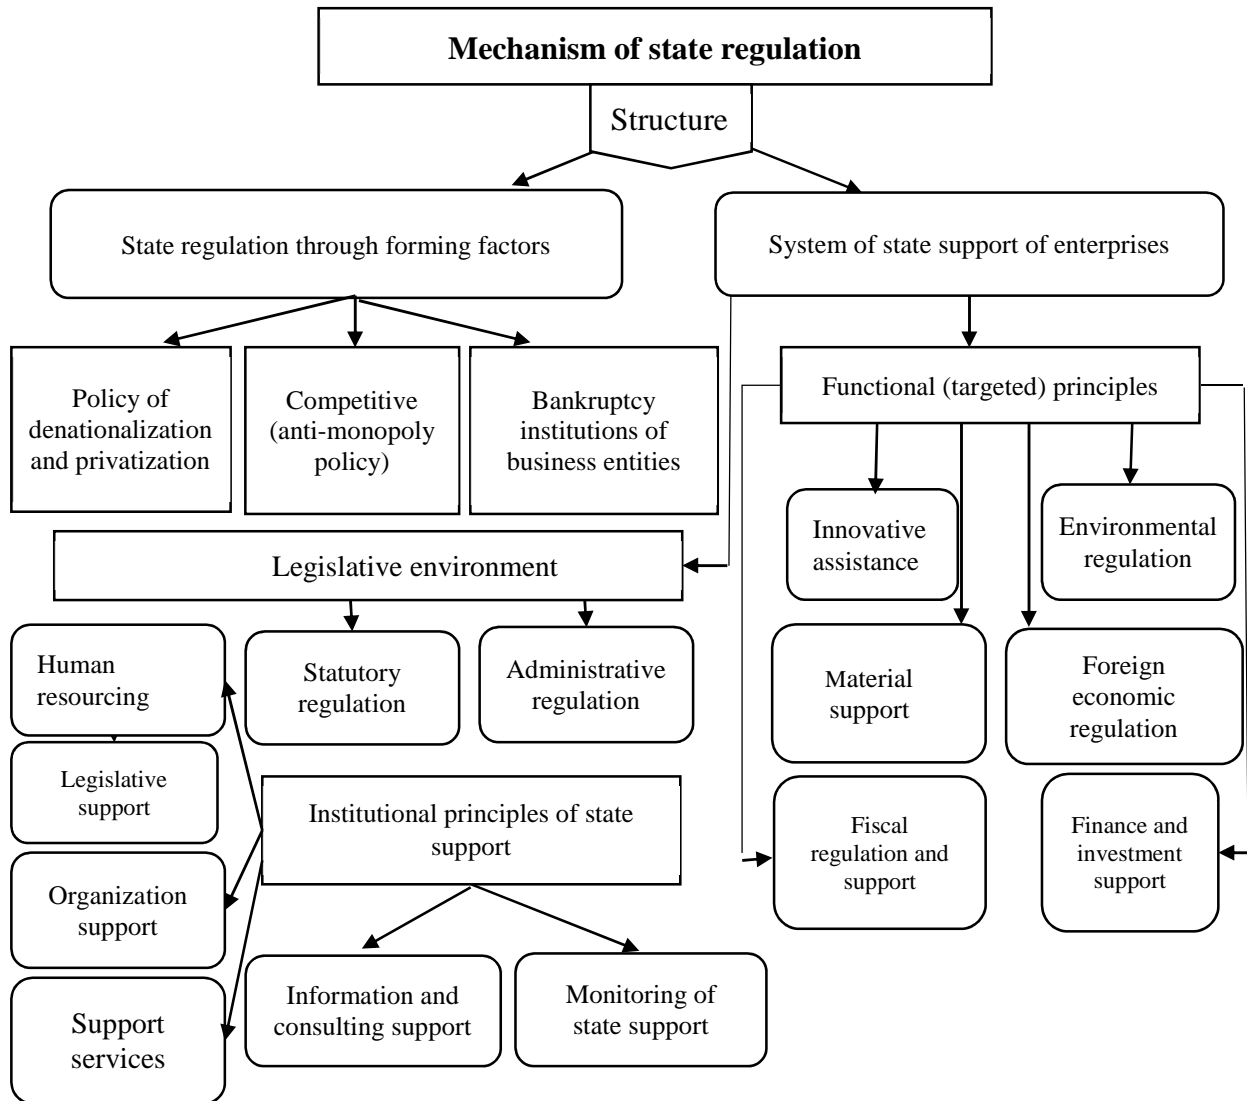 Mechanism of state regulation
Structure
State regulation through forming factors
System of state support of enterprises
Policy of
denationalization
and privatization
Competitive
(anti-monopoly
policy)
Bankruptcy
institutions of
business entities
Functional (targeted) principles
Innovative
assistance
Environmental
regulation
Legislative environment
Human
resourcing
Statutory
regulation
Administrative
regulation
Material
support
Foreign
economic
regulation
Legislative
support
Institutional principles of state
support
Fiscal
regulation and
support
Finance and
investment
support
Organization
support
Information and
consulting support
Monitoring of
state support
Support
services